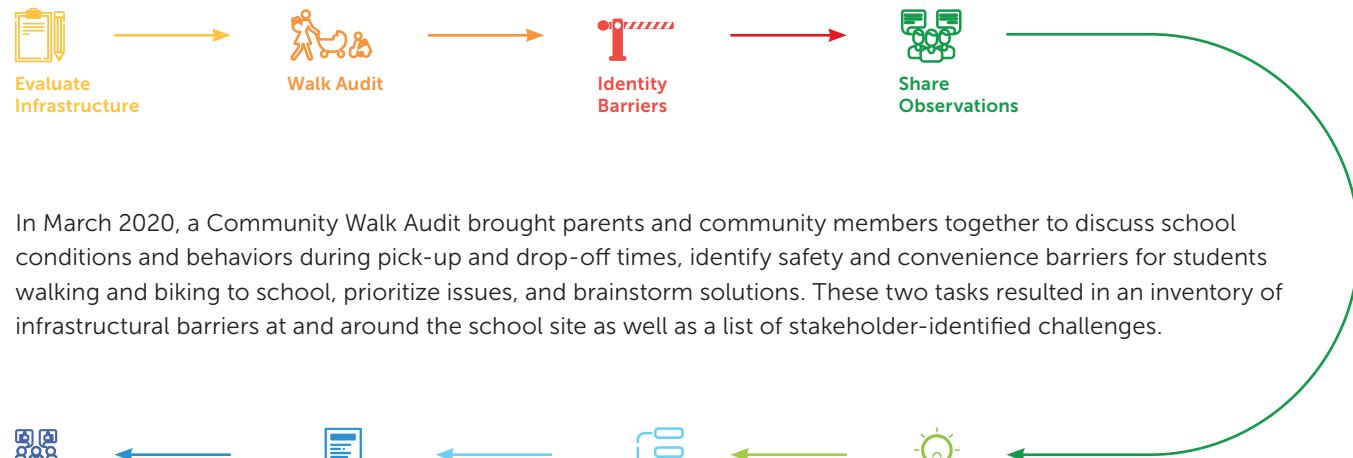 Evaluate
Infrastructure
Walk Audit
Identity
Barriers
Share
Observations
In March 2020, a Community Walk Audit brought parents and community members together to discuss school
conditions and behaviors during pick-up and drop-off times, identify safety and convenience barriers for students
walking and biking to school, prioritize issues, and brainstorm solutions. These two tasks resulted in an inventory of
infrastructural barriers at and around the school site as well as a list of stakeholder-identified challenges.